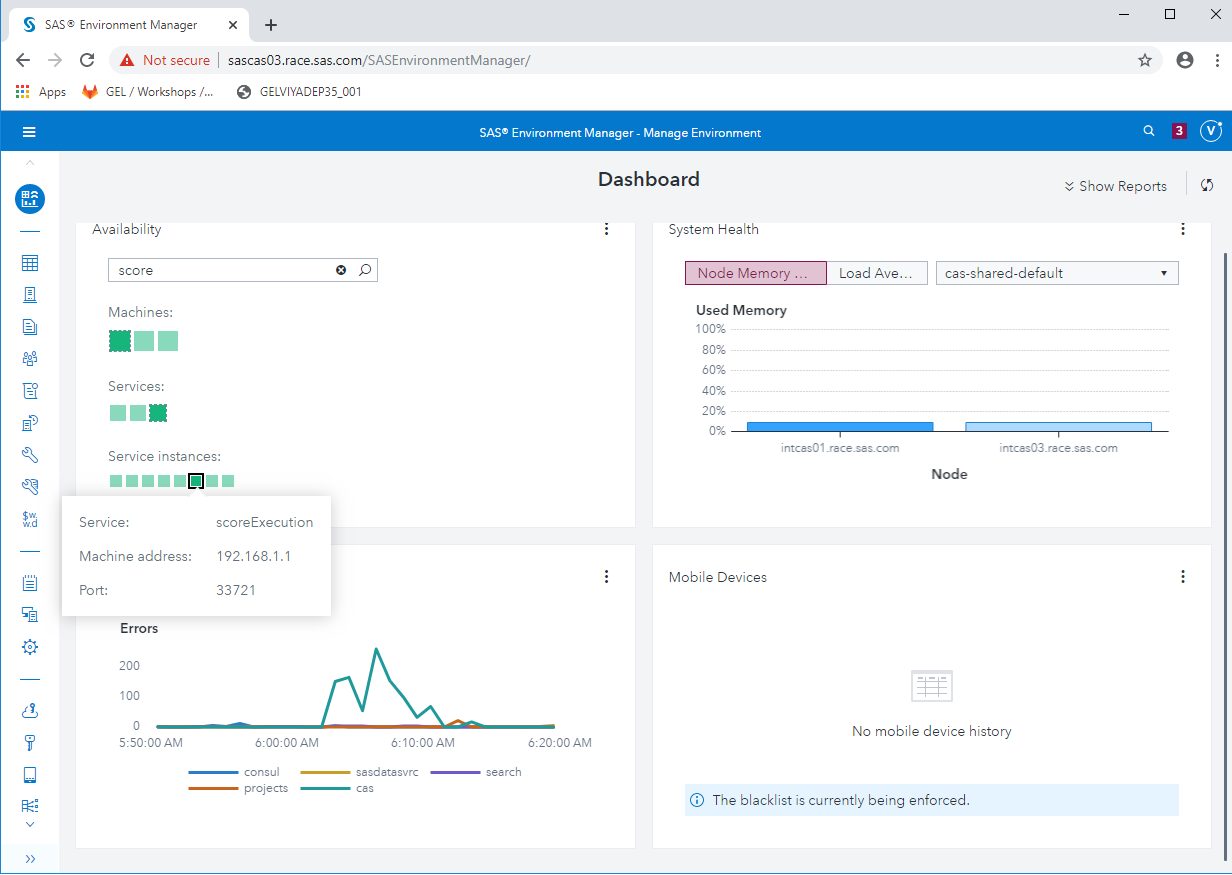 SAS® Environment Manager
Not secure
sascas03.race.sas.com/SASEnvironmentManager/
Apps
GEL / Workshops /...
GELVIYADEP35_001
SAS® Environment Manager - Manage Environment
3
V
Dashboard
Show Reports
Availability
score
Machines:
Services:
Service instances:
Service: scoreExecution
Machine address: 192.168.1.1
Port: 33721
System Health
Node Memory ...
Load Ave...
cas-shared-default
Used Memory
100%
80%
60%
40%
20%
0%
intcas01.race.sas.com
intcas03.race.sas.com
Node
$w.
w.d
Errors
200
100
0
5:50:00 AM
6:00:00 AM
6:10:00 AM
6:20:00 AM
consul
sasdatasvrc
search
projects
cas
Mobile Devices
No mobile device history
The blacklist is currently being enforced.